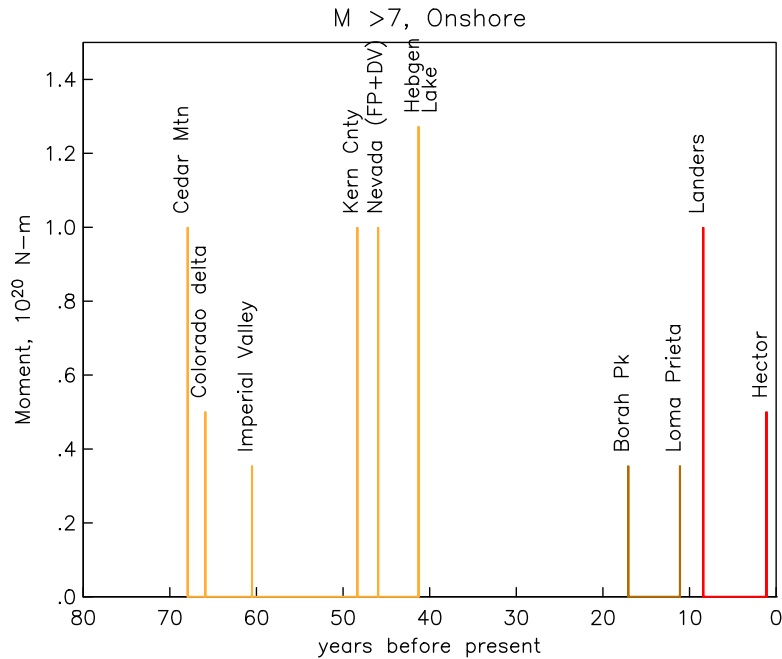 M >7, Onshore
Moment, 10²⁰ N-m
1.4
1.2
1.0
.8
.6
.4
.2
.0
Cedar Mtn
Colorado delta
Imperial Valley
Kern Cnty
Nevada (FP+DV)
Hebgen
Lake
Borah Pk
Loma Prieta
Landers
Hector
80 70 60 50 40 30 20 10 0
years before present